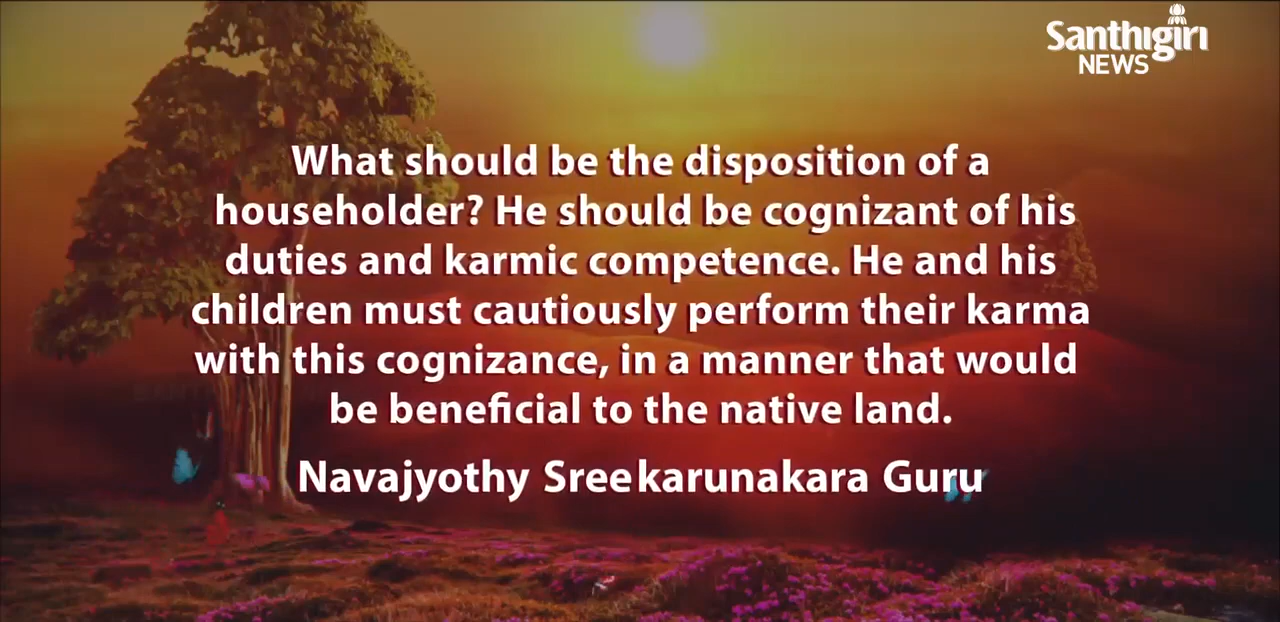 Santhigiri
NEWS
What should be the disposition of a
householder? He should be cognizant of his
duties and karmic competence. He and his
children must cautiously perform their karma
with this cognizance, in a manner that would
be beneficial to the native land.
Navajyothy Sreekarunakara Guru